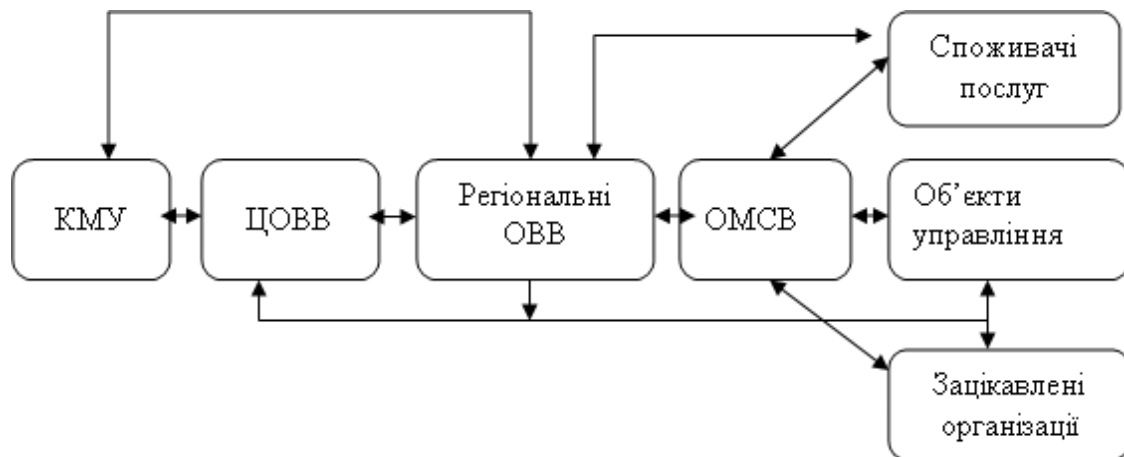 Споживачі
послуг
КМУ
ЦОВВ
Регіональні
ОВВ
ОМСВ
Об’єкти
управління
Зацікавлені
організації